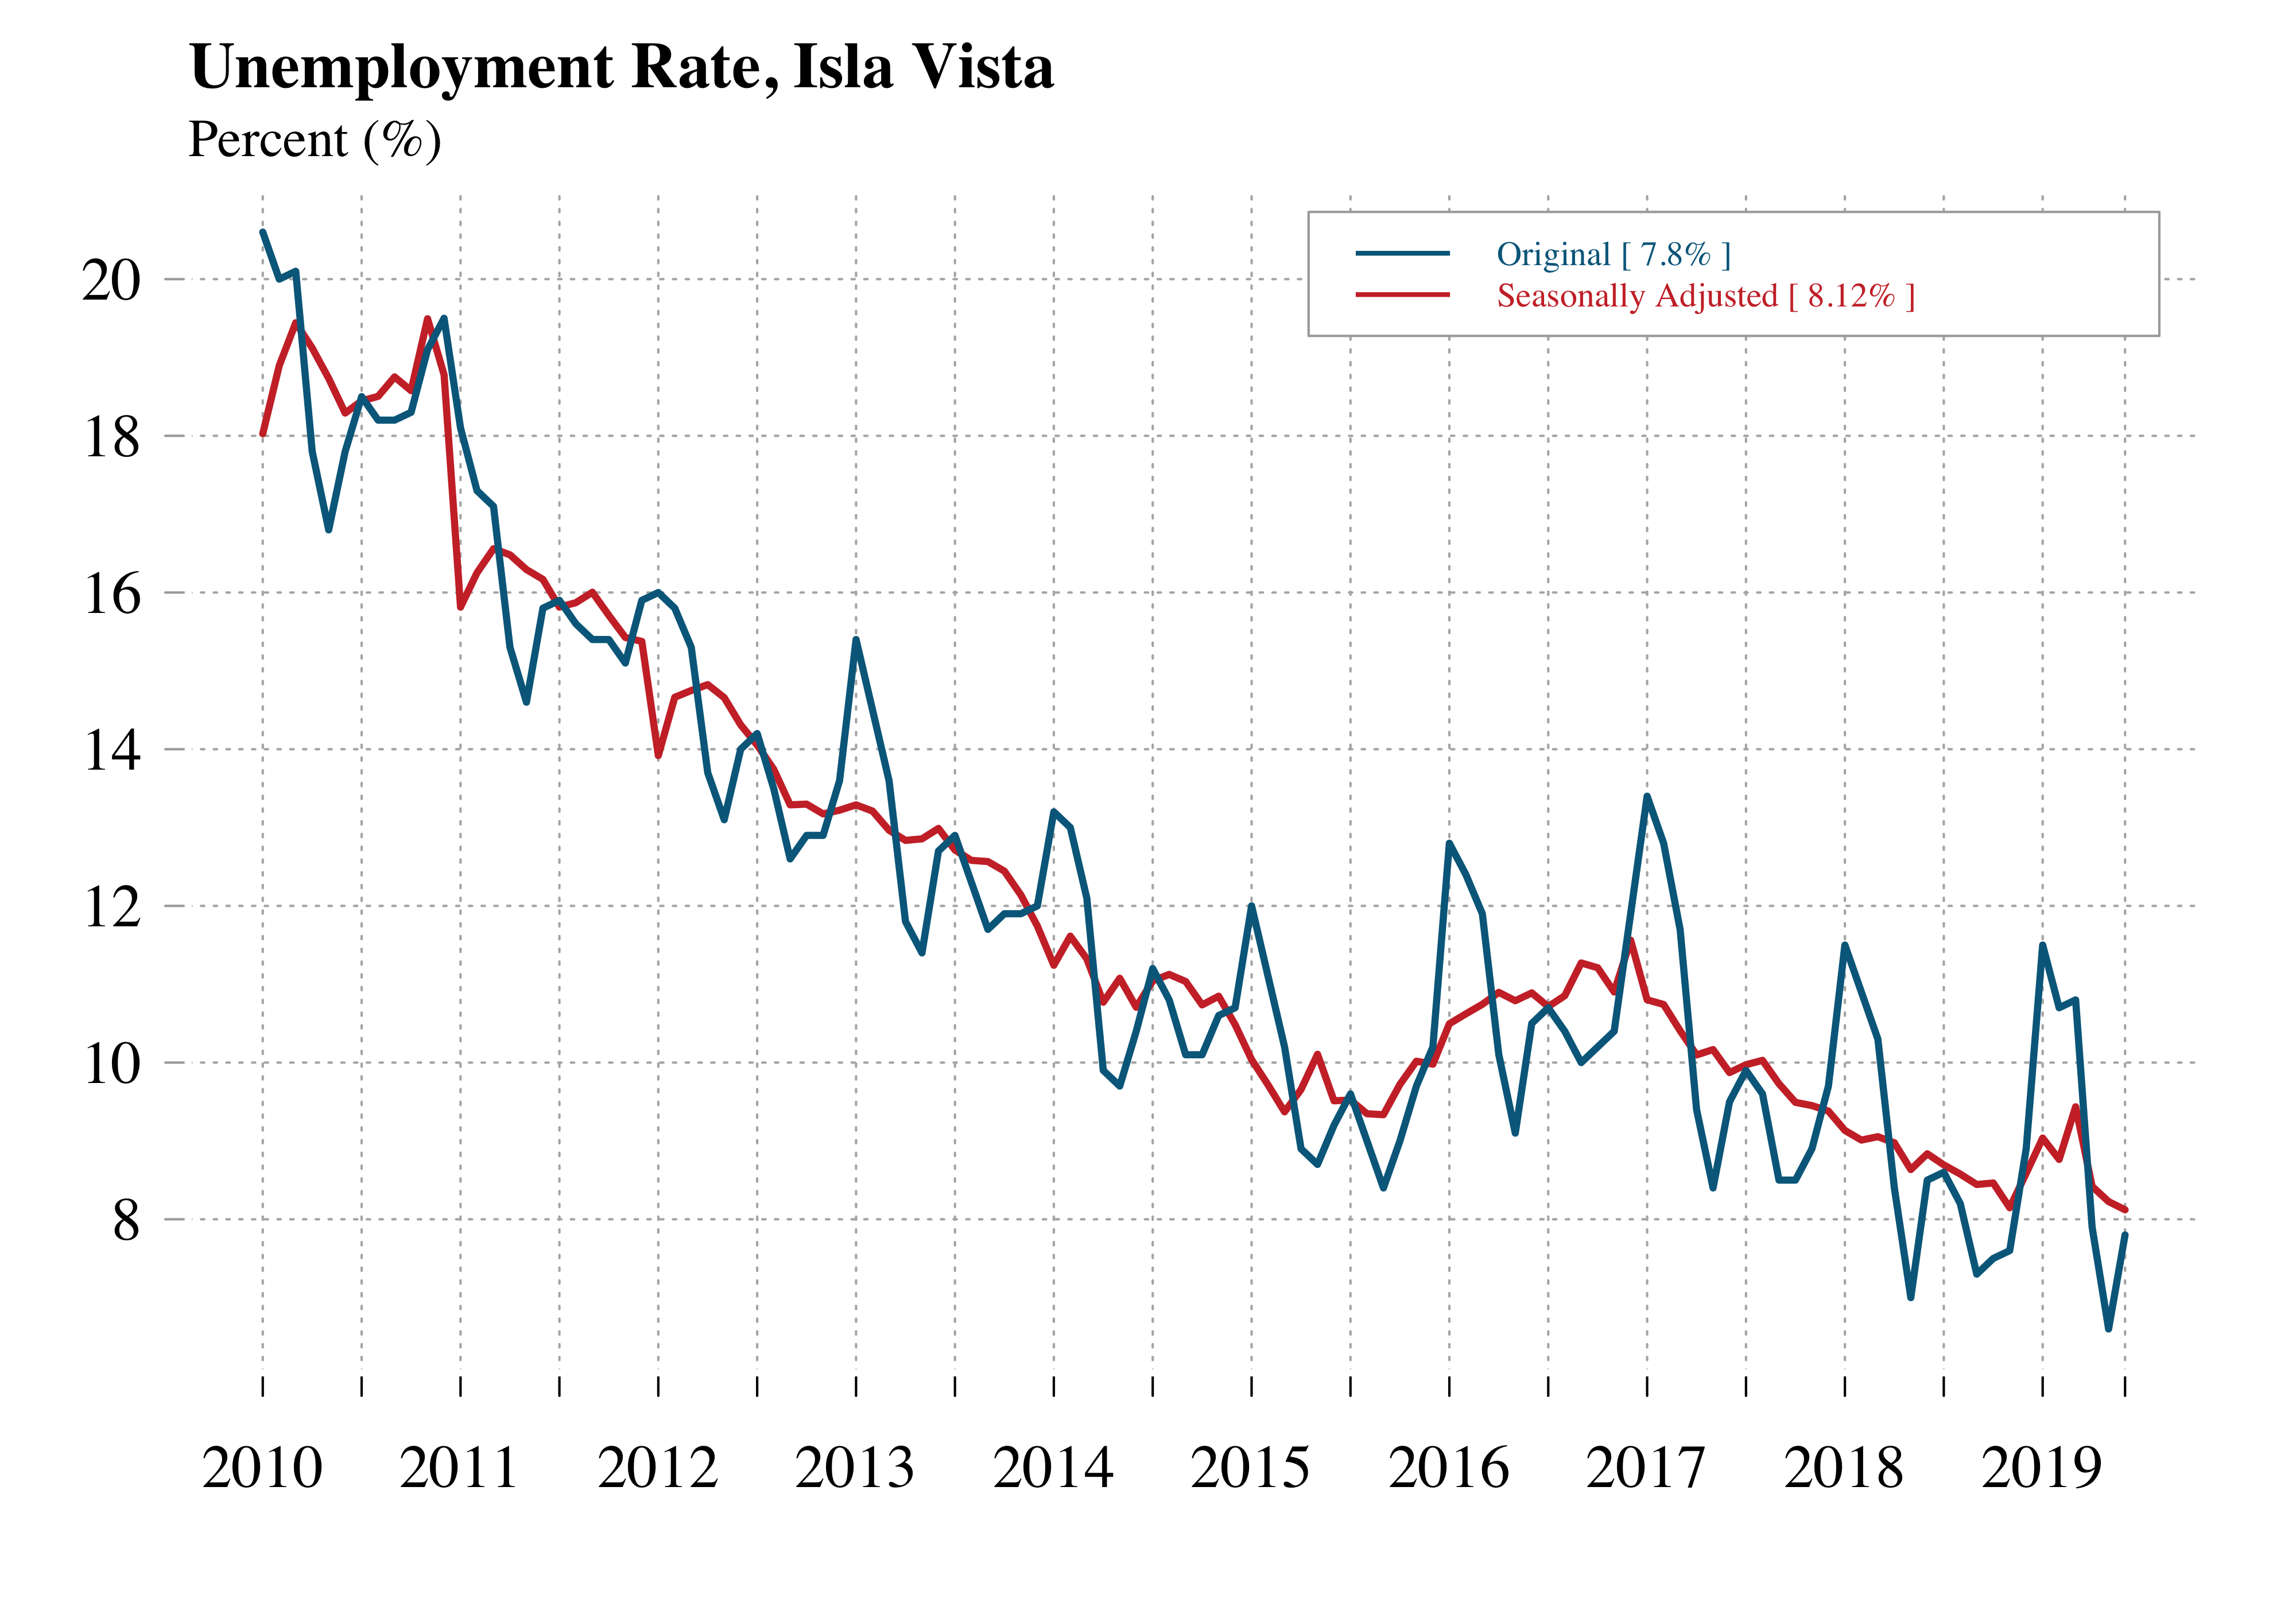 Unemployment Rate, Isla Vista
Percent (%)
Original [ 7.8% ]
Seasonally Adjusted [ 8.12% ]
20
18
16
14
12
10
8
2010 2011 2012 2013 2014 2015 2016 2017 2018 2019